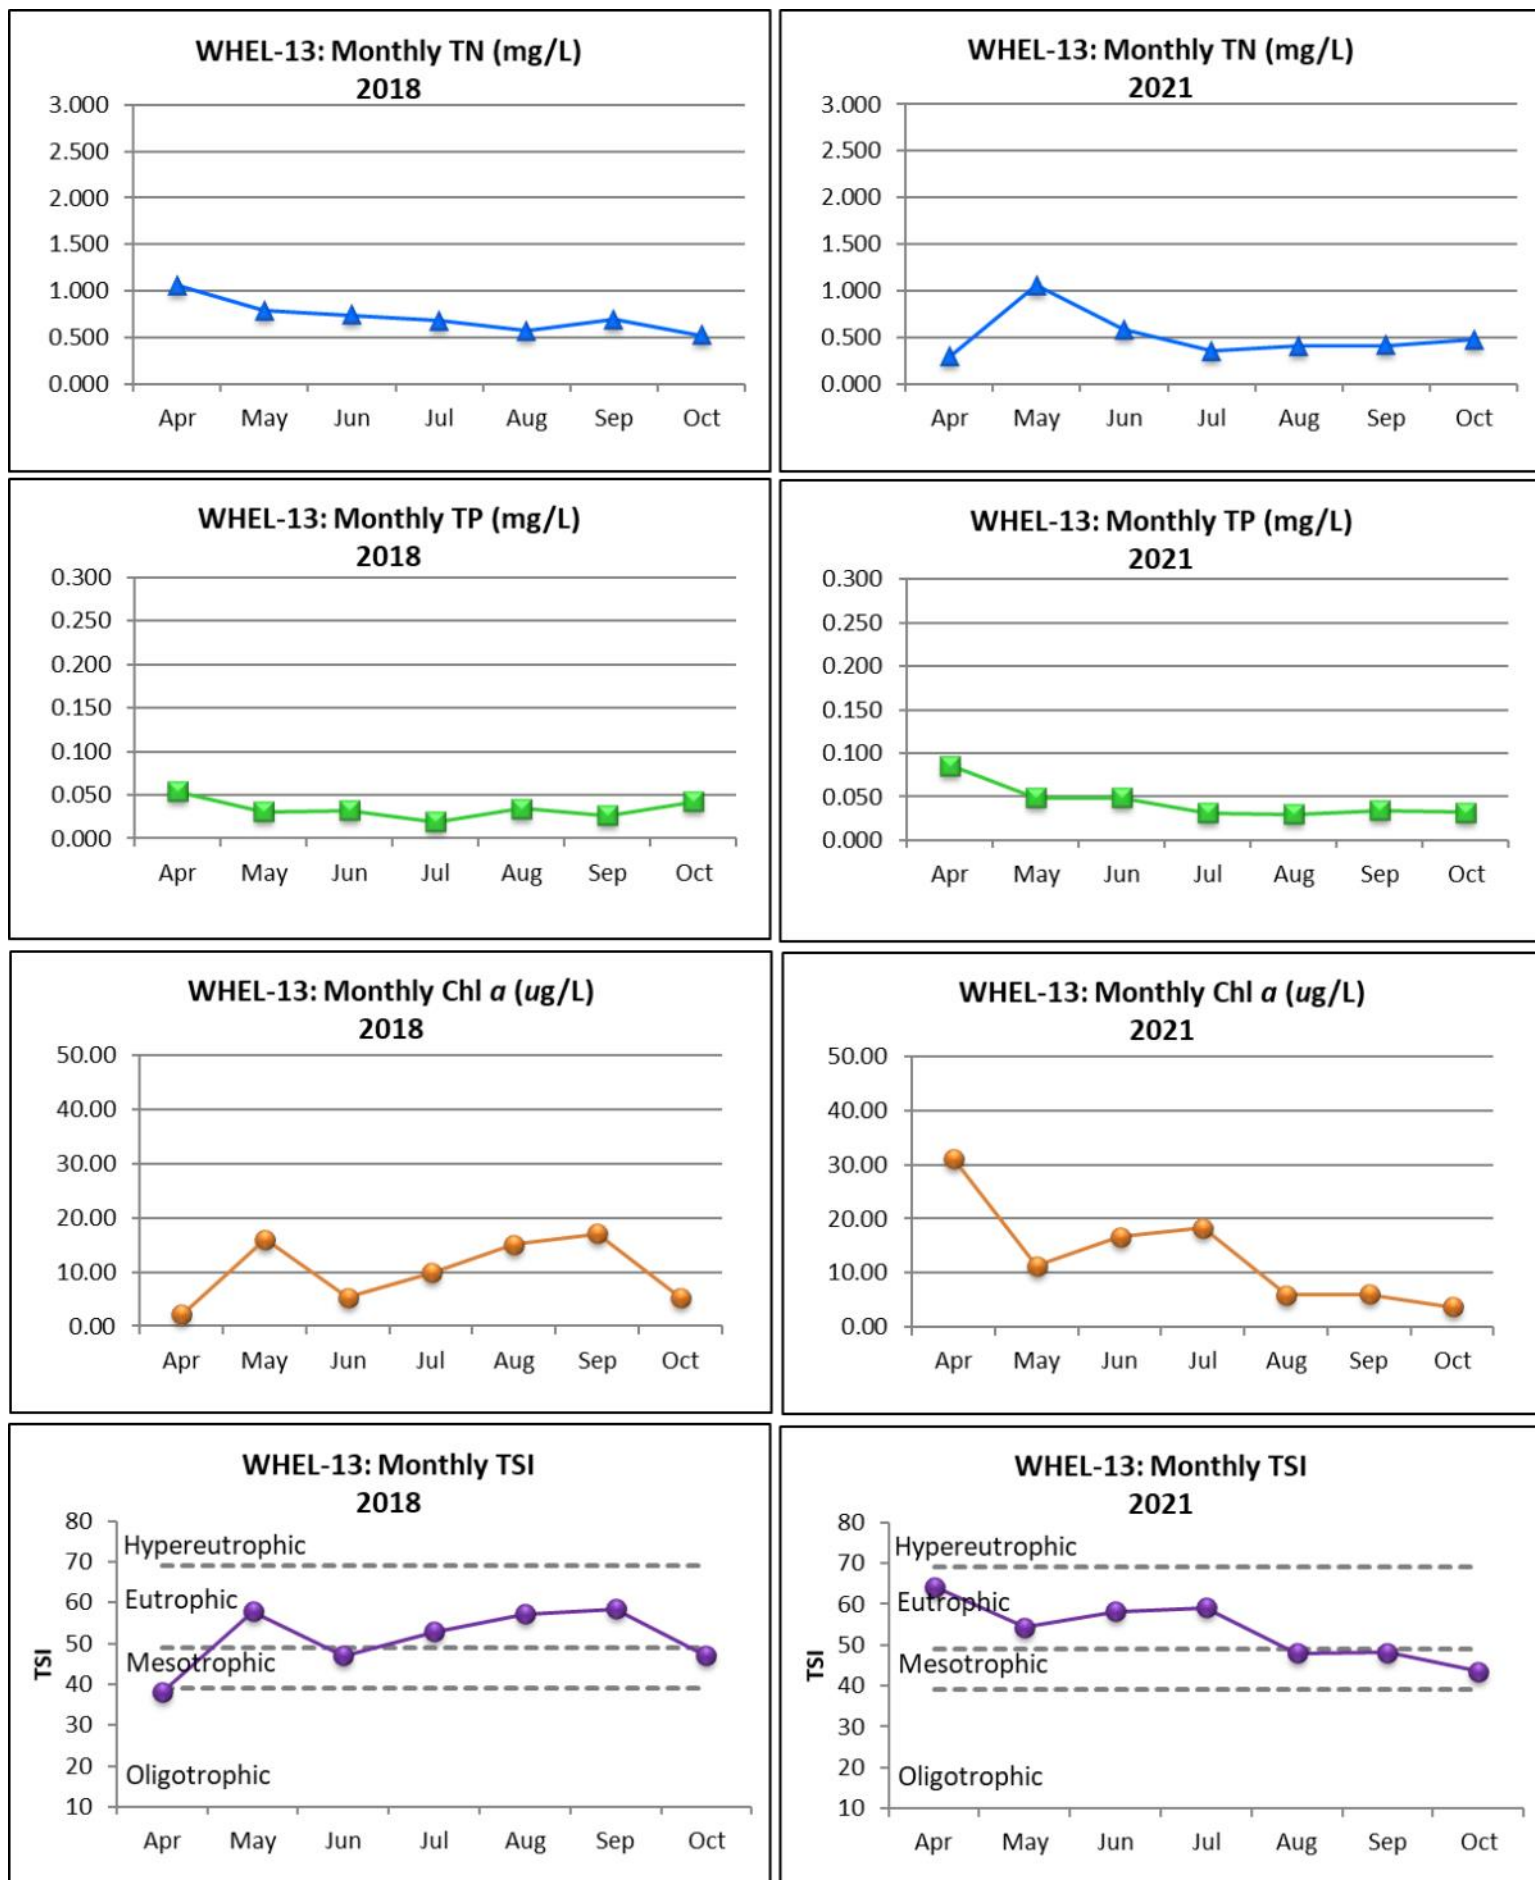 WHEL-13: Monthly TN (mg/L)
2018
3.000
2.500
2.000
1.500
1.000
0.500
0.000
Apr May Jun Jul Aug Sep Oct
WHEL-13: Monthly TN (mg/L)
2021
3.000
2.500
2.000
1.500
1.000
0.500
0.000
Apr May Jun Jul Aug Sep Oct
WHEL-13: Monthly TP (mg/L)
2018
0.300
0.250
0.200
0.150
0.100
0.050
0.000
Apr May Jun Jul Aug Sep Oct
WHEL-13: Monthly TP (mg/L)
2021
0.300
0.250
0.200
0.150
0.100
0.050
0.000
Apr May Jun Jul Aug Sep Oct
WHEL-13: Monthly Chl a (ug/L)
2018
50.00
40.00
30.00
20.00
10.00
0.00
Apr May Jun Jul Aug Sep Oct
WHEL-13: Monthly Chl a (ug/L)
2021
50.00
40.00
30.00
20.00
10.00
0.00
Apr May Jun Jul Aug Sep Oct
WHEL-13: Monthly TSI
2018
TSI
80
70
60
50
40
30
20
10
Hypereutrophic
Eutrophic
Mesotrophic
Oligotrophic
Apr May Jun Jul Aug Sep Oct
WHEL-13: Monthly TSI
2021
TSI
80
70
60
50
40
30
20
10
Hypereutrophic
Eutrophic
Mesotrophic
Oligotrophic
Apr May Jun Jul Aug Sep Oct